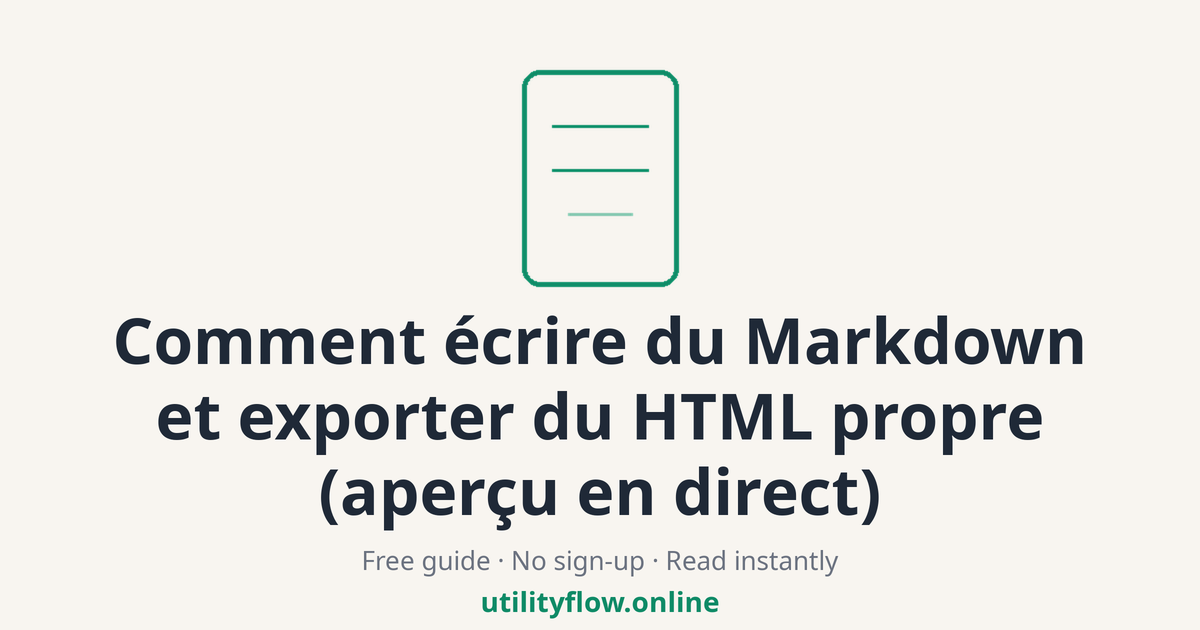 Comment écrire du Markdown
et exporter du HTML propre
(aperçu en direct)
Free guide · No sign-up · Read instantly
utilityflow.online